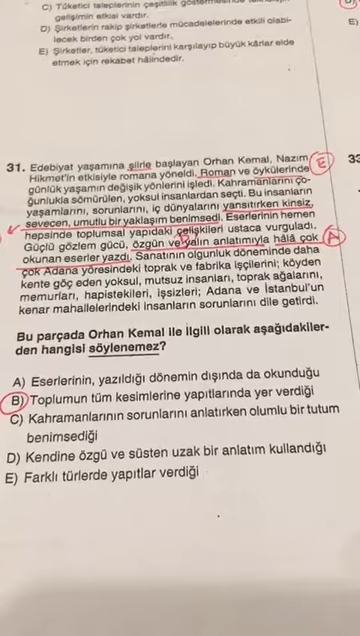 C) Tüketici taleplerinin çeşitlilik
gelişimin etkisi vardır.
D) Şirketlerin rakip şirketlerle mücadelelerinde etkili olabi-
lecek birden çok yol vardır.
E) Şirketler, tüketici taleplerini karşılayıp büyük kârlar elde
etmek için rekabet hâlindedir.
E)
31. Edebiyat yaşamına şiirle başlayan Orhan Kemal, Nazım
Hikmet'in etkisiyle romana yöneldi. Roman ve öykülerinde
günlük yaşamın değişik yönlerini işledi. Kahramanlarını ço-
ğunlukla sömürülen, yoksul insanlardan seçti. Bu insanların
yaşamlarını, sorunlarını, iç dünyalarını yansıtırken kinsiz,
sevecen, umutlu bir yaklaşım benimsedi. Eserlerinin hemen
hepsinde toplumsal yapıdaki çelişkileri ustaca vurguladı.
Güçlü gözlem gücü, özgün ve yalın anlatımıyla hâlâ çok
okunan eserler yazdı. Sanatının olgunluk döneminde daha
çok Adana yöresindeki toprak ve fabrika işçilerini; köyden
kente göç eden yoksul, mutsuz insanları, toprak ağalarını,
memurları, hapistekileri, işsizleri; Adana ve İstanbul'un
kenar mahallelerindeki insanların sorunlarını dile getirdi.
E
A
Bu parçada Orhan Kemal ile ilgili olarak aşağıdakiler-
den hangisi söylenemez?
A) Eserlerinin, yazıldığı dönemin dışında da okunduğu
B) Toplumun tüm kesimlerine yapıtlarında yer verdiği
C) Kahramanlarının sorunlarını anlatırken olumlu bir tutum
benimsediği
D) Kendine özgü ve süsten uzak bir anlatım kullandığı
E) Farklı türlerde yapıtlar verdiği